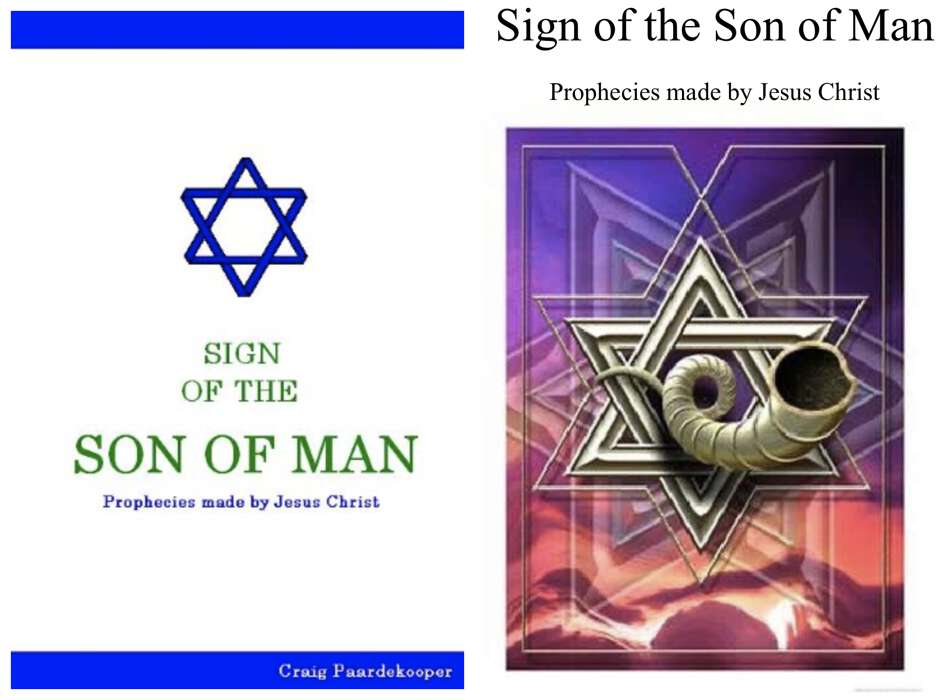 SIGN
OF THE
SON OF MAN
Prophecies made by Jesus Christ
Craig Paardekooper
Sign of the Son of Man
Prophecies made by Jesus Christ